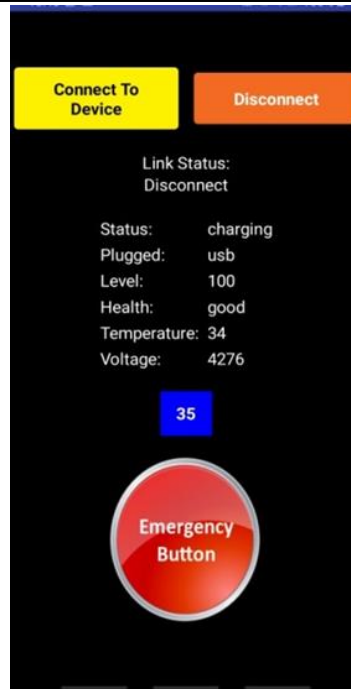 Connect To
Device
Disconnect
Link Status:
Disconnect
Status: charging
Plugged: usb
Level: 100
Health: good
Temperature: 34
Voltage: 4276
35
Emergency
Button